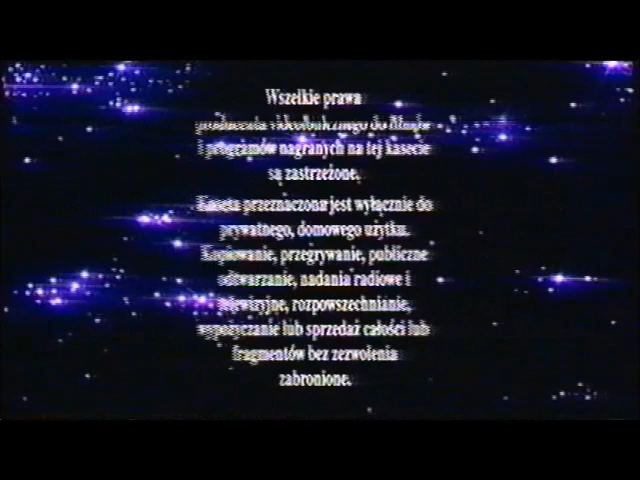 Wszelkie prawa
producenta videofonicznego do filmów
i programów nagranych na tej kasecie
są zastrzeżone.
Kaseta przeznaczona jest wyłącznie do
prywatnego, domowego użytku.
Kopiowanie, przegrywanie, publiczne
odtwarzanie, nadania radiowe i
telewizyjne, rozpowszechnianie,
wypożyczanie lub sprzedaż całości lub
fragmentów bez zezwolenia
zabronione.